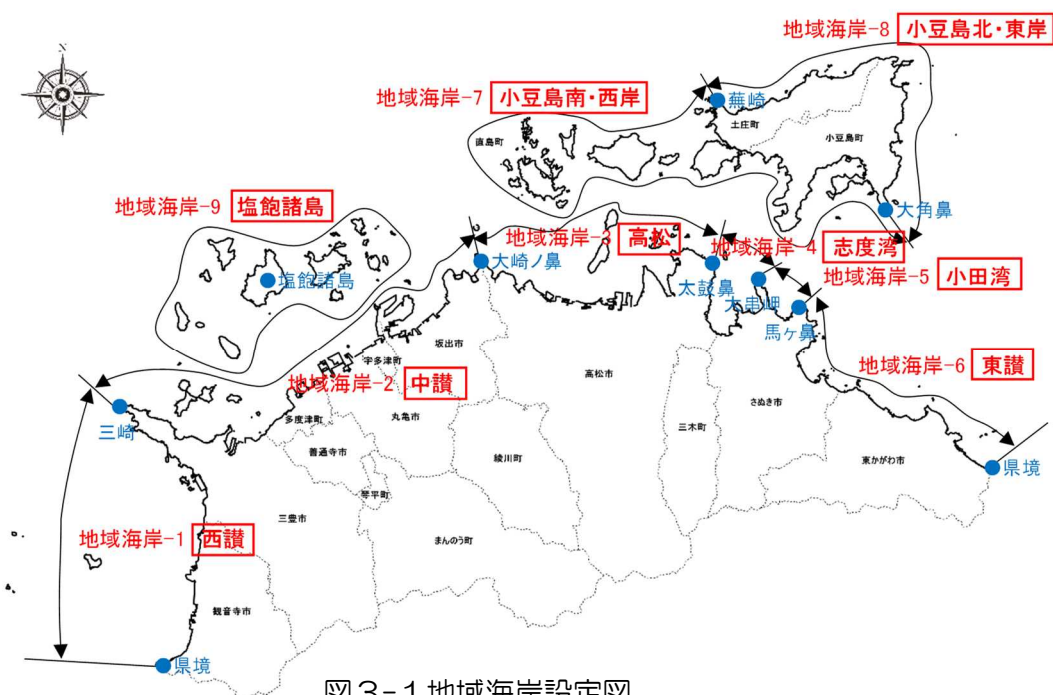 地域海岸-8 小豆島北・東岸
N
地域海岸-7 小豆島南・西岸
蕪崎
土庄町
小豆島町
直島町
地域海岸-9 塩飽諸島
大角鼻
地域海岸-3 高松
地域海岸-4 志度湾
大崎ノ鼻
太鼓鼻
地域海岸-5 小田湾
塩飽諸島
大串岬
馬ヶ鼻
坂出市
宇多津町
地域海岸-6 東讃
高松市
地域海岸-2 中讃
さぬき市
三崎
多度津町
丸亀市
三木町
善通寺市
綾川町
東かがわ市
県境
琴平町
三豊市
地域海岸-1 西讃
まんのう町
観音寺市
県境
図3-1地域海岸設定図